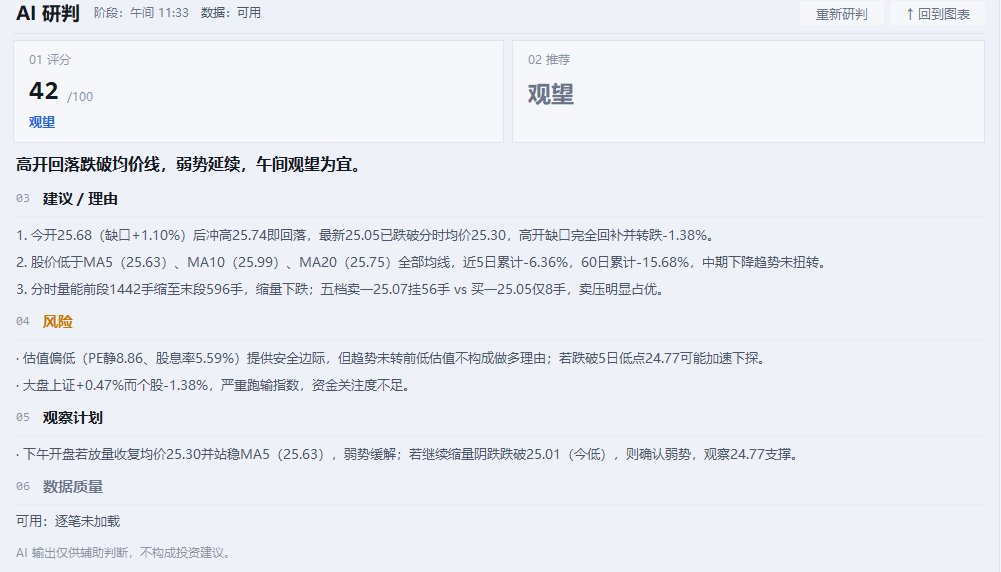 AI 研判 阶段：午间 11:33 数据：可用 重新研判 ↑ 回到图表
01 评分 02 推荐
42 /100 观望
观望
高开回落跌破均价线，弱势延续，午间观望为宜。
03 建议 / 理由
1. 今开25.68（缺口+1.10%）后冲高25.74即回落，最新25.05已跌破分时均价25.30，高开缺口完全回补并转跌-1.38%。
2. 股价低于MA5（25.63）、MA10（25.99）、MA20（25.75）全部均线，近5日累计-6.36%，60日累计-15.68%，中期下降趋势未扭转。
3. 分时量能前段1442手缩至末段596手，缩量下跌；五档卖一25.07挂56手 vs 买一25.05仅8手，卖压明显占优。
04 风险
· 估值偏低（PE静8.86、股息率5.59%）提供安全边际，但趋势未转前低估值不构成做多理由；若跌破5日低点24.77可能加速下探。
· 大盘上证+0.47%而个股-1.38%，严重跑输指数，资金关注度不足。
05 观察计划
· 下午开盘若放量收复均价25.30并站稳MA5（25.63），弱势缓解；若继续缩量阴跌跌破25.01（今低），则确认弱势，观察24.77支撑。
06 数据质量
可用：逐笔未加载
AI 输出仅供辅助判断，不构成投资建议。